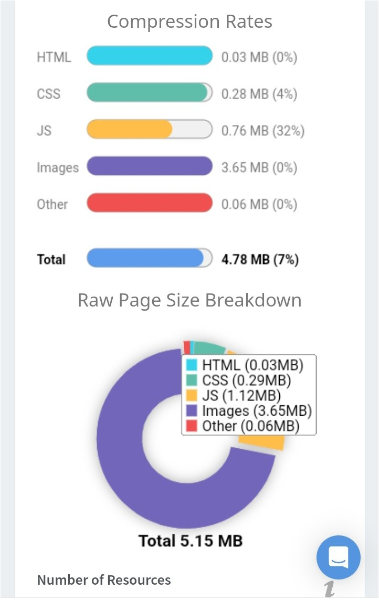 Compression Rates
HTML 0.03 MB (0%)
CSS 0.28 MB (4%)
JS 0.76 MB (32%)
Images 3.65 MB (0%)
Other 0.06 MB (0%)
Total 4.78 MB (7%)
Raw Page Size Breakdown
HTML (0.03MB)
CSS (0.29MB)
JS (1.12MB)
Images (3.65MB)
Other (0.06MB)
Total 5.15 MB
Number of Resources
i